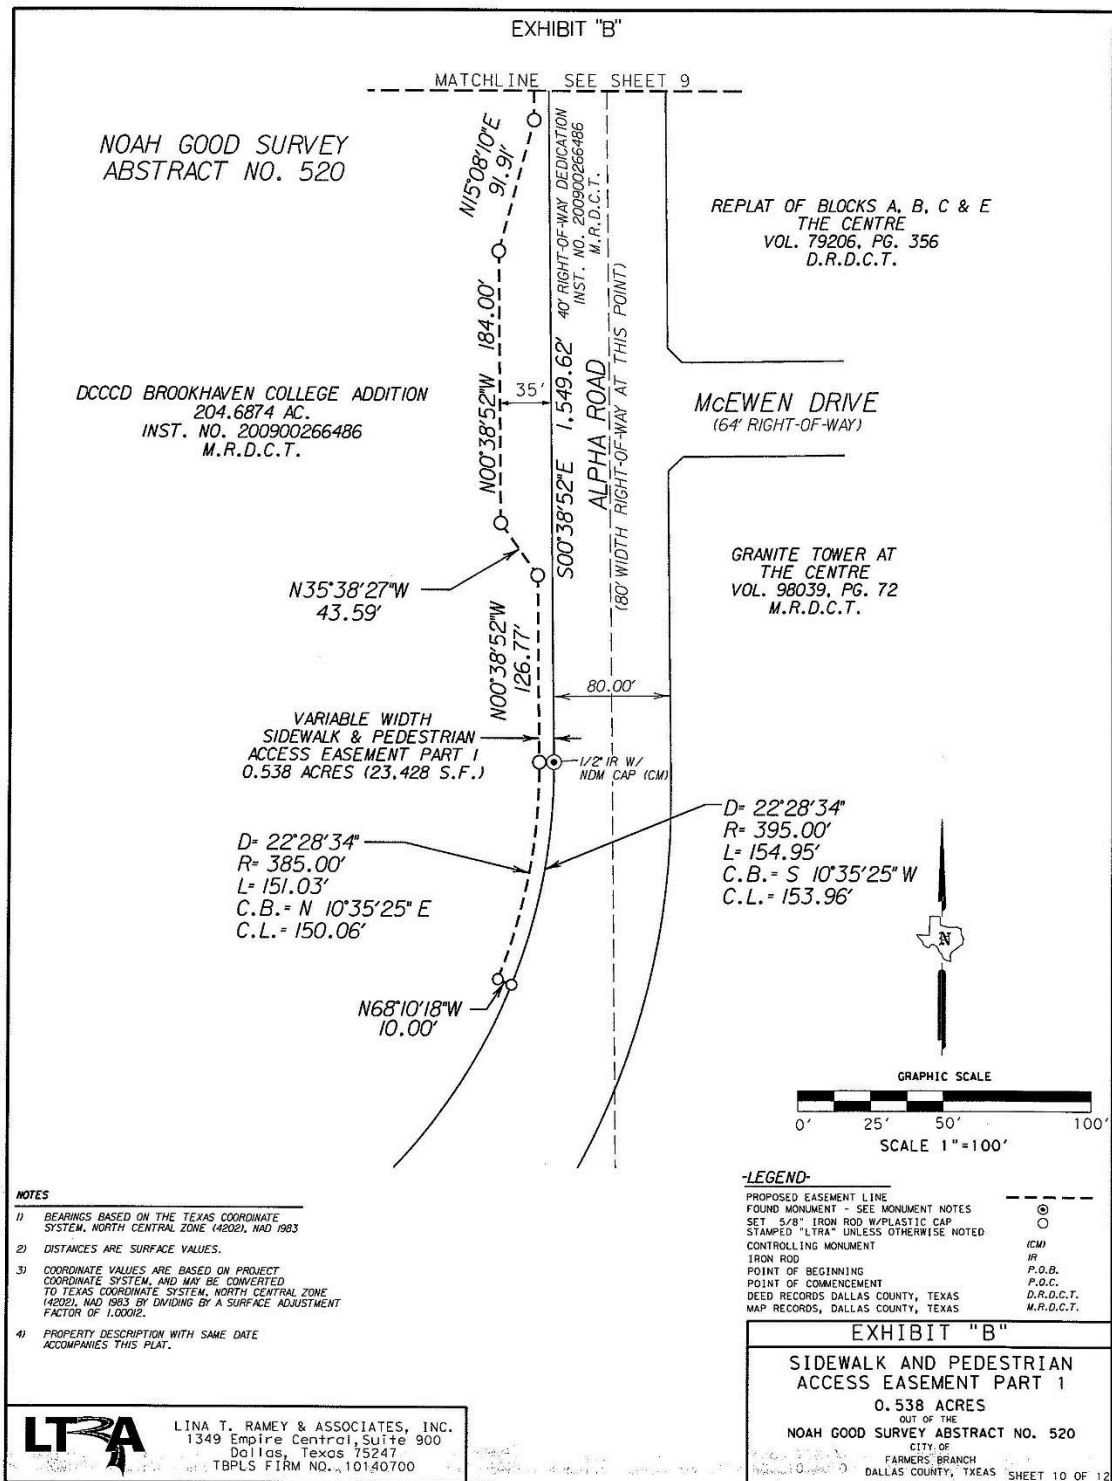 EXHIBIT "B"
MATCHLINE SEE SHEET 9
NOAH GOOD SURVEY
ABSTRACT NO. 520
N15°08'10"E
91.91'
40' RIGHT-OF-WAY DEDICATION
INST. NO. 200900266486
M.R.D.C.T.
REPLAT OF BLOCKS A, B, C & E
THE CENTRE
VOL. 79206, PG. 356
D.R.D.C.T.
N00°38'52"W 184.00'
35'
S00°38'52"E 1,549.62'
ALPHA ROAD
(80' WIDTH RIGHT-OF-WAY AT THIS POINT)
DCCCD BROOKHAVEN COLLEGE ADDITION
204.6874 AC.
INST. NO. 200900266486
M.R.D.C.T.
McEWEN DRIVE
(64' RIGHT-OF-WAY)
GRANITE TOWER AT
THE CENTRE
VOL. 98039, PG. 72
M.R.D.C.T.
N35°38'27"W
43.59'
N00°38'52"W
126.77'
80.00'
VARIABLE WIDTH
SIDEWALK & PEDESTRIAN
ACCESS EASEMENT PART 1
0.538 ACRES (23,428 S.F.)
1/2" IR W/
NDM CAP (CM)
D= 22°28'34"
R= 385.00'
L= 151.03'
C.B.= N 10°35'25" E
C.L.= 150.06'
D= 22°28'34"
R= 395.00'
L= 154.95'
C.B.= S 10°35'25" W
C.L.= 153.96'
N
N68°10'18"W
10.00'
GRAPHIC SCALE
0' 25' 50' 100'
SCALE 1"=100'
NOTES
1) BEARINGS BASED ON THE TEXAS COORDINATE
SYSTEM, NORTH CENTRAL ZONE (4202), NAD 1983
2) DISTANCES ARE SURFACE VALUES.
3) COORDINATE VALUES ARE BASED ON PROJECT
COORDINATE SYSTEM, AND MAY BE CONVERTED
TO TEXAS COORDINATE SYSTEM, NORTH CENTRAL ZONE
(4202), NAD 1983 BY DIVIDING BY A SURFACE ADJUSTMENT
FACTOR OF 1.00012.
4) PROPERTY DESCRIPTION WITH SAME DATE
ACCOMPANIES THIS PLAT.
-LEGEND-
PROPOSED EASEMENT LINE
FOUND MONUMENT - SEE MONUMENT NOTES
SET 5/8" IRON ROD W/PLASTIC CAP
STAMPED "LTRA" UNLESS OTHERWISE NOTED
CONTROLLING MONUMENT (CM)
IRON ROD IR
POINT OF BEGINNING P.O.B.
POINT OF COMMENCEMENT P.O.C.
DEED RECORDS DALLAS COUNTY, TEXAS D.R.D.C.T.
MAP RECORDS, DALLAS COUNTY, TEXAS M.R.D.C.T.
EXHIBIT "B"
SIDEWALK AND PEDESTRIAN
ACCESS EASEMENT PART 1
0.538 ACRES
OUT OF THE
NOAH GOOD SURVEY ABSTRACT NO. 520
CITY OF
FARMERS BRANCH
DALLAS COUNTY, TXEAS
SHEET 10 OF
LTRA
LINA T. RAMEY & ASSOCIATES, INC.
1349 Empire Central, Suite 900
Dallas, Texas 75247
TBPLS FIRM NO. 10140700